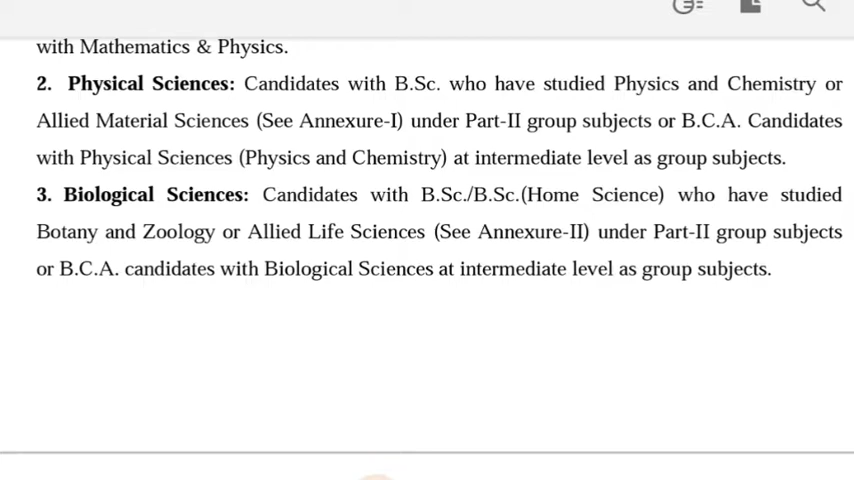 with Mathematics & Physics.
2. Physical Sciences: Candidates with B.Sc. who have studied Physics and Chemistry or
Allied Material Sciences (See Annexure-I) under Part-II group subjects or B.C.A. Candidates
with Physical Sciences (Physics and Chemistry) at intermediate level as group subjects.
3. Biological Sciences: Candidates with B.Sc./B.Sc.(Home Science) who have studied
Botany and Zoology or Allied Life Sciences (See Annexure-II) under Part-II group subjects
or B.C.A. candidates with Biological Sciences at intermediate level as group subjects.